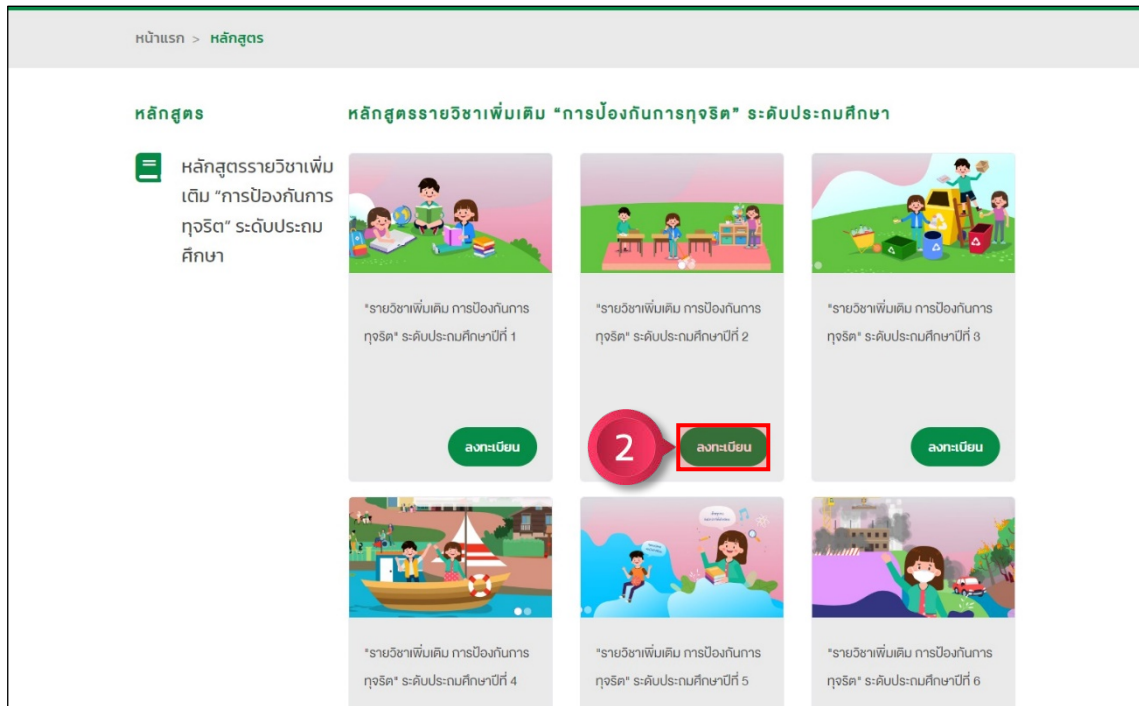 หน้าแรก > หลักสูตร
หลักสูตร
หลักสูตรรายวิชาเพิ่ม
เติม “การป้องกันการ
ทุจริต” ระดับประถม
ศึกษา
หลักสูตรรายวิชาเพิ่มเติม “การป้องกันการทุจริต” ระดับประถมศึกษา
"รายวิชาเพิ่มเติม การป้องกันการ
ทุจริต" ระดับประถมศึกษาปีที่ 1
ลงทะเบียน
"รายวิชาเพิ่มเติม การป้องกันการ
ทุจริต" ระดับประถมศึกษาปีที่ 2
2
ลงทะเบียน
"รายวิชาเพิ่มเติม การป้องกันการ
ทุจริต" ระดับประถมศึกษาปีที่ 3
ลงทะเบียน
"รายวิชาเพิ่มเติม การป้องกันการ
ทุจริต" ระดับประถมศึกษาปีที่ 4
"รายวิชาเพิ่มเติม การป้องกันการ
ทุจริต" ระดับประถมศึกษาปีที่ 5
"รายวิชาเพิ่มเติม การป้องกันการ
ทุจริต" ระดับประถมศึกษาปีที่ 6